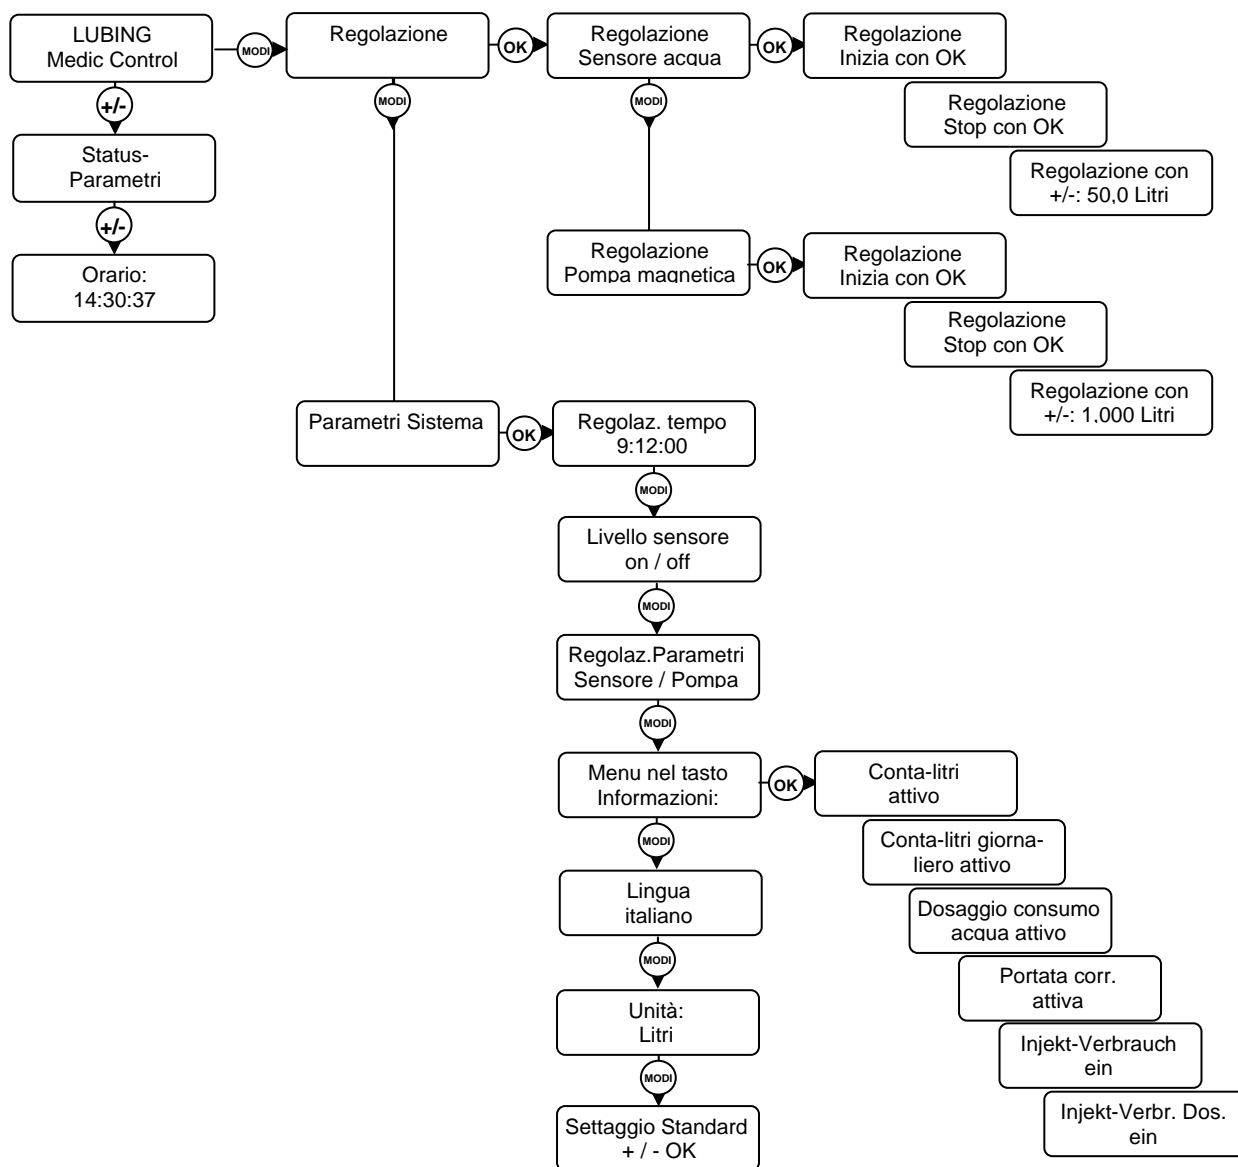 LUBING
Medic Control
MODI
Regolazione
OK
Regolazione
Sensore acqua
OK
Regolazione
Inizia con OK
+/-
MODI
MODI
Regolazione
Stop con OK
Status-
Parametri
Regolazione con
+/-: 50,0 Litri
+/-
Orario:
14:30:37
Regolazione
Pompa magnetica
OK
Regolazione
Inizia con OK
Regolazione
Stop con OK
Regolazione con
+/-: 1.000 Litri
Parametri Sistema
OK
Regolaz. tempo
9:12:00
MODI
Livello sensore
on / off
MODI
Regolaz.Parametri
Sensore / Pompa
MODI
Menu nel tasto
Informazioni:
OK
Conta-litri
attivo
MODI
Conta-litri giorna-
liero attivo
Lingua
italiano
Dosaggio consumo
acqua attivo
MODI
Portata corr.
attiva
Unità:
Litri
Injekt-Verbrauch
ein
MODI
Injekt-Verbr. Dos.
ein
Settaggio Standard
+ / - OK